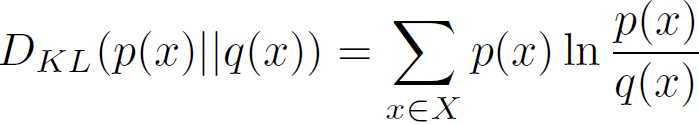 D_{KL}(p(x)||q(x)) = \sum_{x \in X} p(x) \ln \frac{p(x)}{q(x)}